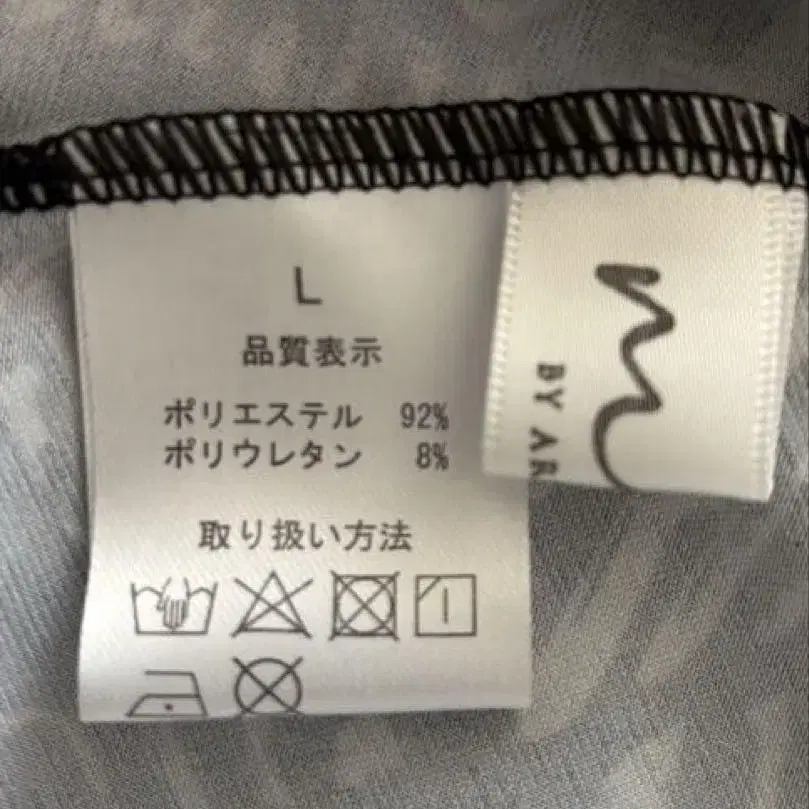 L
品質表示
ポリエステル 92%
ポリウレタン 8%
取り扱い方法
BY AR